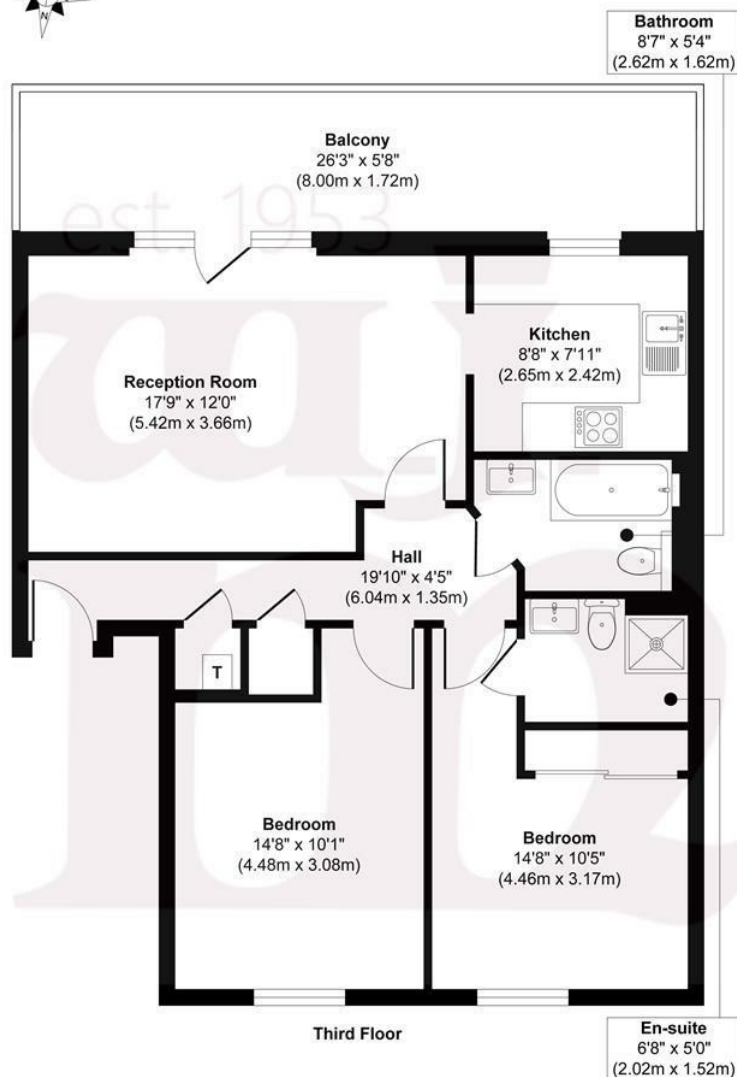 N
Bathroom
8'7" x 5'4"
(2.62m x 1.62m)
Balcony
26'3" x 5'8"
(8.00m x 1.72m)
est. 1953
Kitchen
8'8" x 7'11"
(2.65m x 2.42m)
Reception Room
17'9" x 12'0"
(5.42m x 3.66m)
Hall
19'10" x 4'5"
(6.04m x 1.35m)
T
Bedroom
14'8" x 10'1"
(4.48m x 3.08m)
Bedroom
14'8" x 10'5"
(4.46m x 3.17m)
Third Floor
En-suite
6'8" x 5'0"
(2.02m x 1.52m)